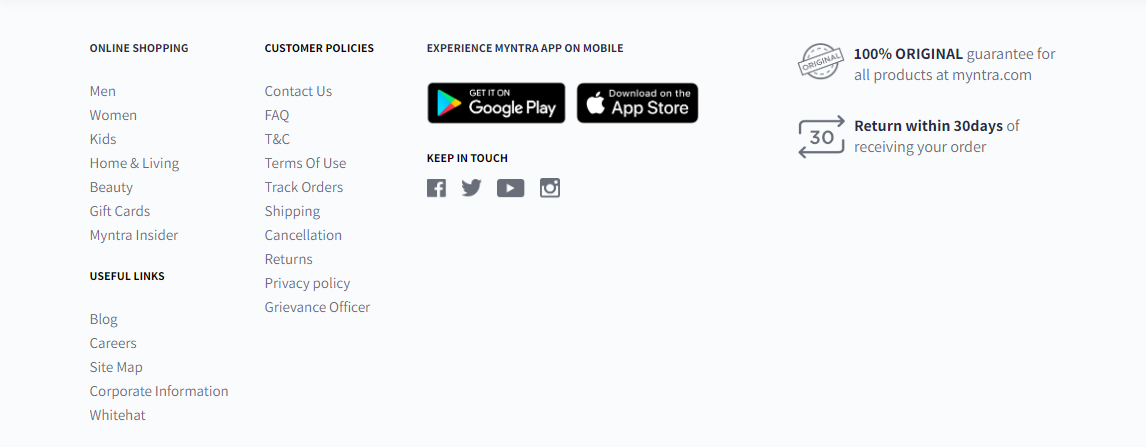 ONLINE SHOPPING
Men
Women
Kids
Home & Living
Beauty
Gift Cards
Myntra Insider
USEFUL LINKS
Blog
Careers
Site Map
Corporate Information
Whitehat
CUSTOMER POLICIES
Contact Us
FAQ
T&C
Terms Of Use
Track Orders
Shipping
Cancellation
Returns
Privacy policy
Grievance Officer
EXPERIENCE MYNTRA APP ON MOBILE
GET IT ON
Google Play
Download on the
App Store
KEEP IN TOUCH
ORIGINAL
100% ORIGINAL guarantee for
all products at myntra.com
30
Return within 30days of
receiving your order